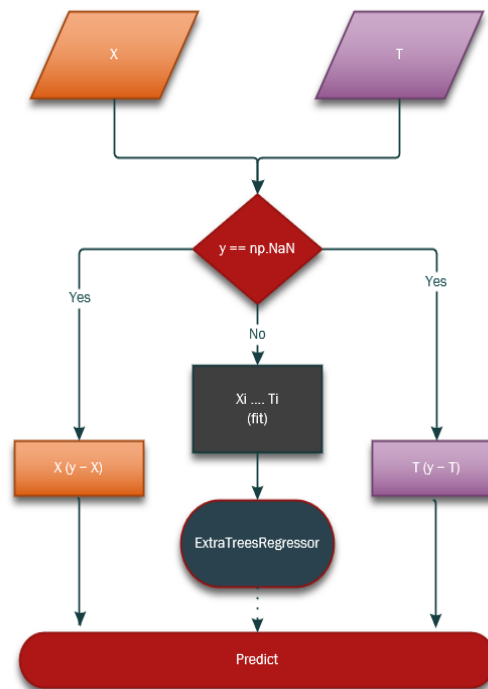 X
T
y == np.NaN
Yes
Yes
No
Xi .... Ti
(fit)
X (y – X)
T (y – T)
ExtraTreesRegressor
Predict